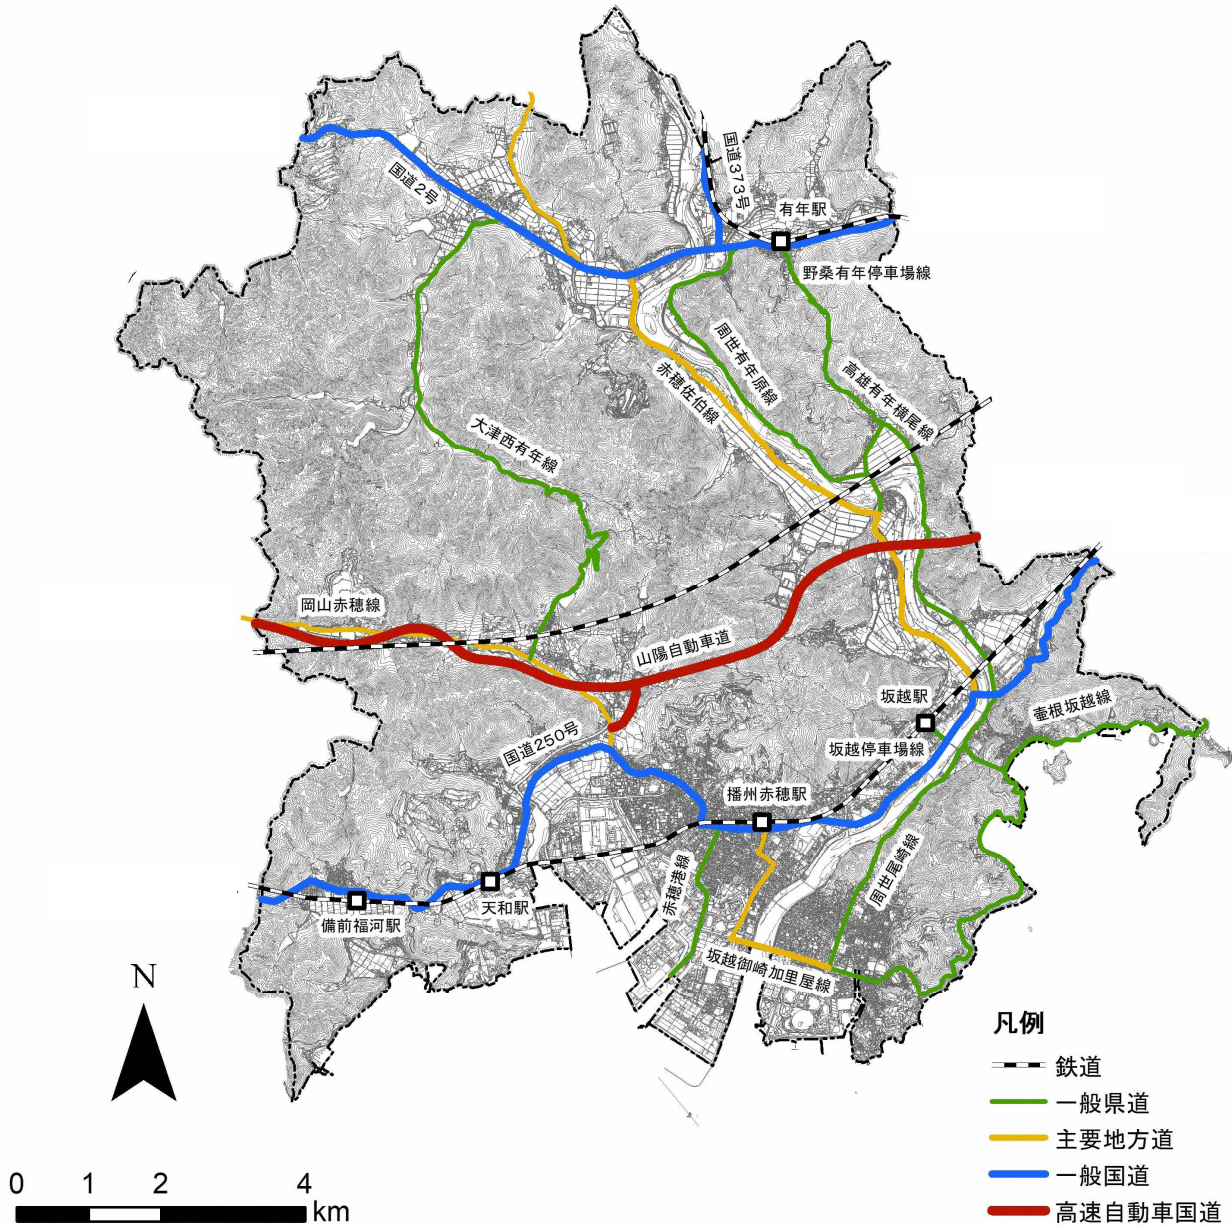 国道373号
有年駅
国道2号
野桑有年停車場線
周世有年原線
赤穂佐伯線
高雄有年横尾線
大津西有年線
岡山赤穂線
山陽自動車道
坂越駅
壷根坂越線
国道250号
坂越停車場線
播州赤穂駅
周世尾崎線
赤穂港線
天和駅
備前福河駅
坂越御崎加里屋線
N
凡例
鉄道
一般県道
主要地方道
一般国道
高速自動車国道
0 1 2 4
km